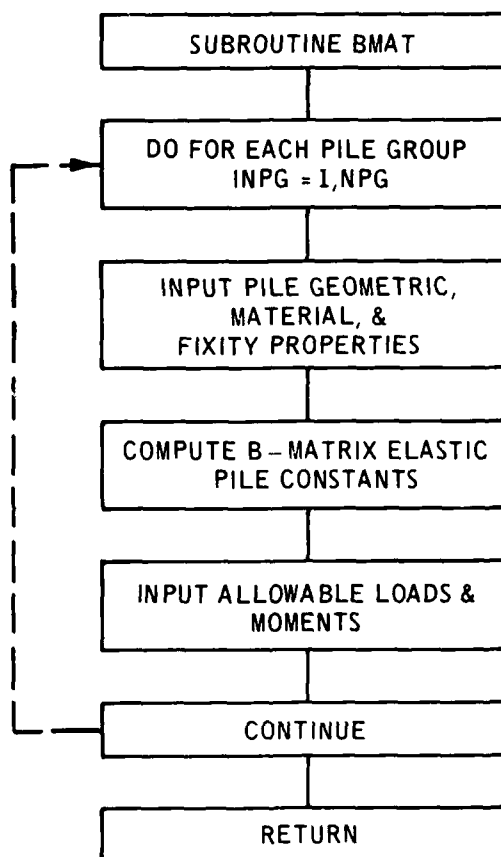 SUBROUTINE BMAT
DO FOR EACH PILE GROUP
INPG = I,NPG
INPUT PILE GEOMETRIC,
MATERIAL, &
FIXITY PROPERTIES
COMPUTE B-MATRIX ELASTIC
PILE CONSTANTS
INPUT ALLOWABLE LOADS &
MOMENTS
CONTINUE
RETURN